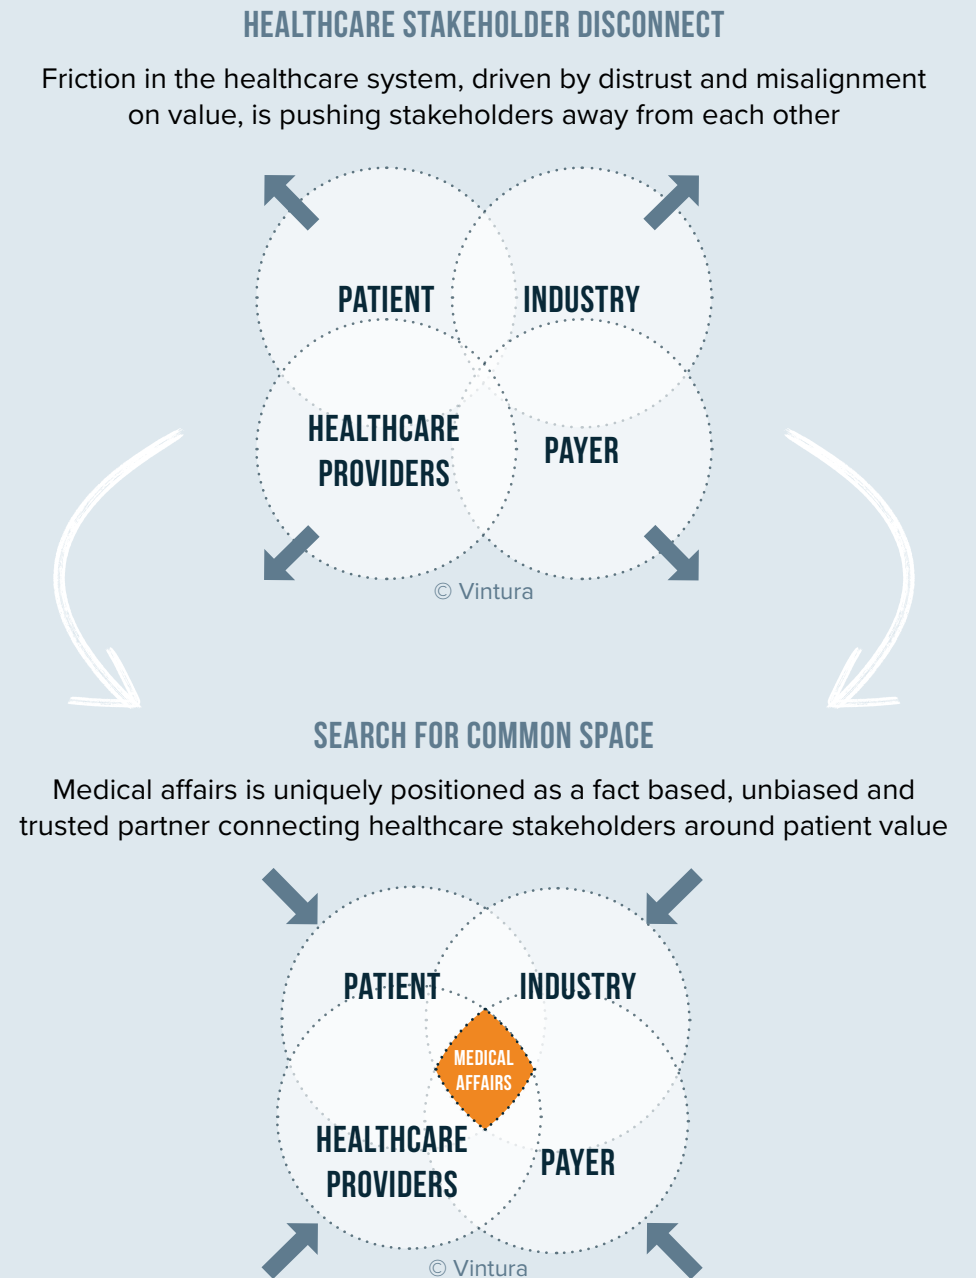 HEALTHCARE STAKEHOLDER DISCONNECT
Friction in the healthcare system, driven by distrust and misalignment
on value, is pushing stakeholders away from each other
PATIENT
INDUSTRY
HEALTHCARE
PROVIDERS
PAYER
© Vintura
SEARCH FOR COMMON SPACE
Medical affairs is uniquely positioned as a fact based, unbiased and
trusted partner connecting healthcare stakeholders around patient value
PATIENT
INDUSTRY
MEDICAL
AFFAIRS
HEALTHCARE
PROVIDERS
PAYER
© Vintura